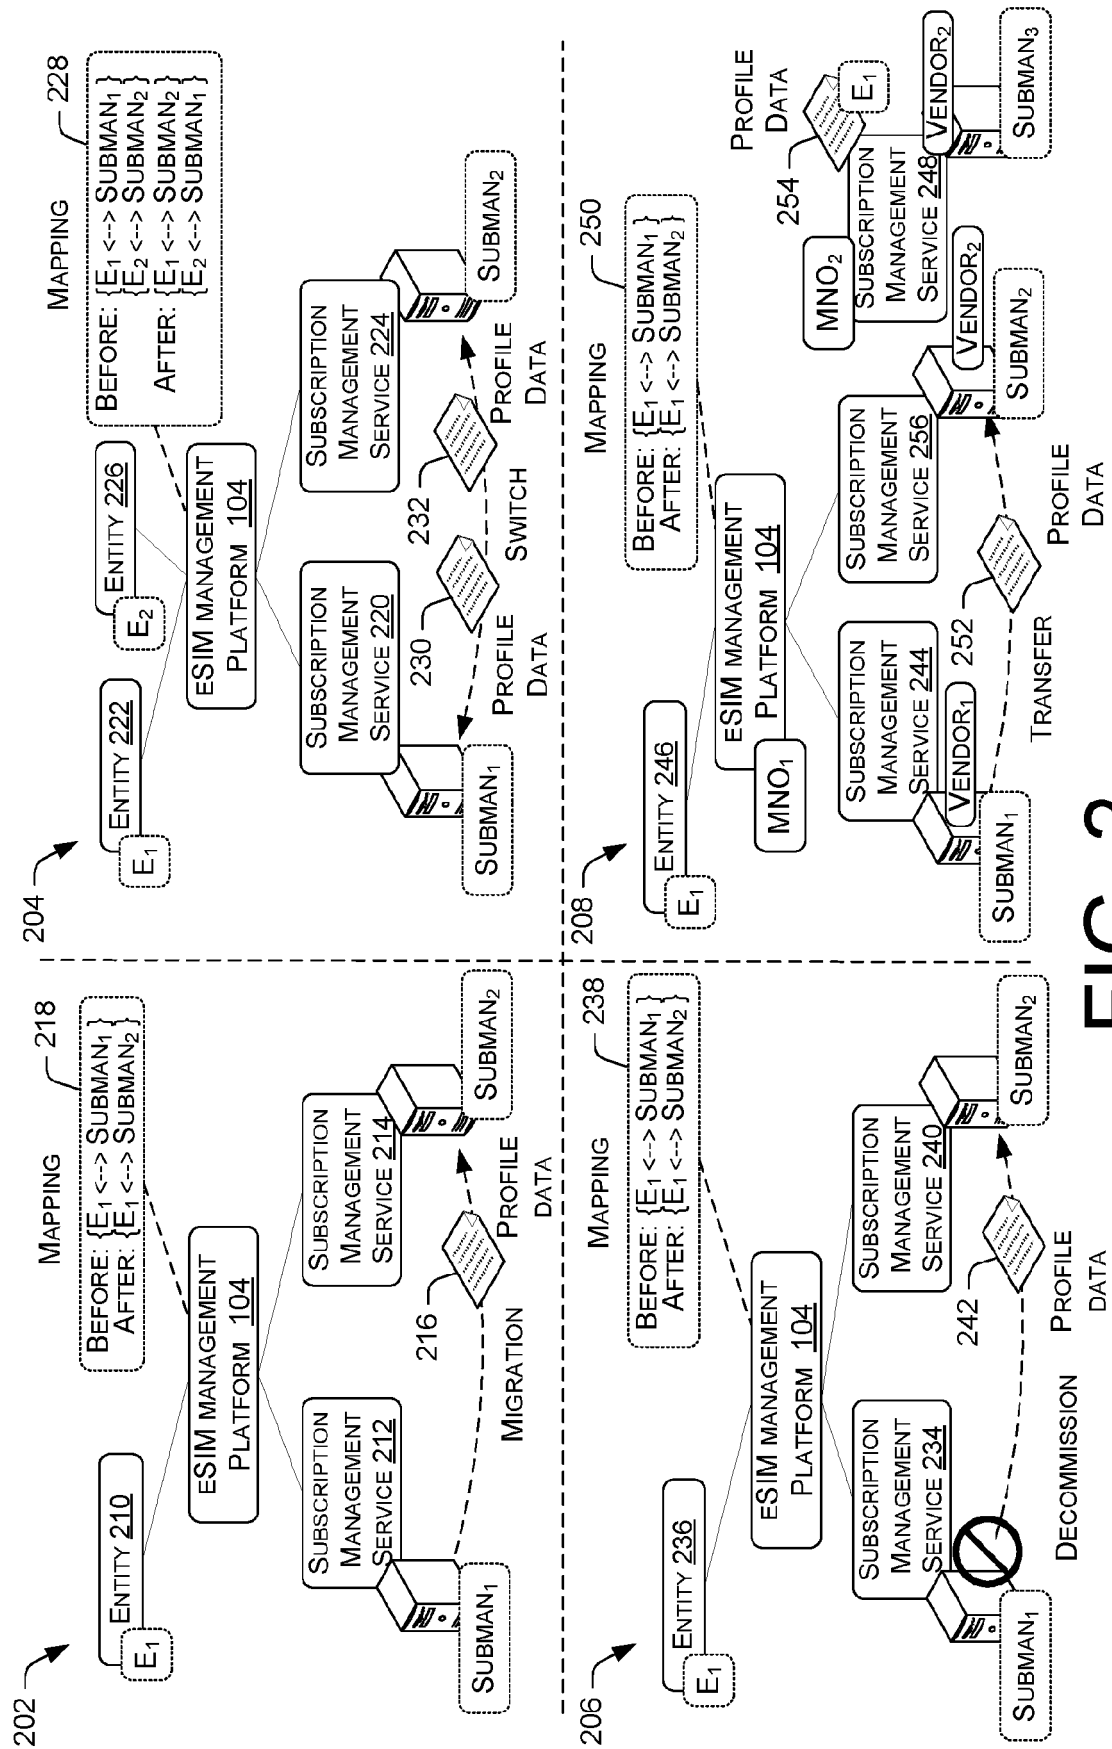 202
ENTITY 210
E1
MAPPING
218
BEFORE: {E1 <--> SUBMAN1}
AFTER: {E1 <--> SUBMAN2}
ESIM MANAGEMENT
PLATFORM 104
SUBSCRIPTION
MANAGEMENT
SERVICE 212
SUBSCRIPTION
MANAGEMENT
SERVICE 214
SUBMAN1
216
SUBMAN2
MIGRATION
PROFILE
DATA
204
ENTITY 222
E1
ENTITY 226
E2
MAPPING
228
BEFORE: {E1 <--> SUBMAN1}
{E2 <--> SUBMAN2}
AFTER: {E1 <--> SUBMAN2}
{E2 <--> SUBMAN1}
ESIM MANAGEMENT
PLATFORM 104
SUBSCRIPTION
MANAGEMENT
SERVICE 220
SUBSCRIPTION
MANAGEMENT
SERVICE 224
SUBMAN1
230
232
SUBMAN2
PROFILE
DATA
SWITCH
PROFILE
DATA
206
ENTITY 236
E1
MAPPING
238
BEFORE: {E1 <--> SUBMAN1}
AFTER: {E1 <--> SUBMAN2}
ESIM MANAGEMENT
PLATFORM 104
SUBSCRIPTION
MANAGEMENT
SERVICE 234
SUBSCRIPTION
MANAGEMENT
SERVICE 240
SUBMAN1
242
SUBMAN2
DECOMMISSION
PROFILE
DATA
208
ENTITY 246
E1
MAPPING
250
BEFORE: {E1 <--> SUBMAN1}
AFTER: {E1 <--> SUBMAN2}
ESIM MANAGEMENT
PLATFORM 104
MNO1
PROFILE
DATA
254
E1
MNO2
SUBSCRIPTION
MANAGEMENT
SERVICE 248
VENDOR2
SUBMAN3
SUBSCRIPTION
MANAGEMENT
SERVICE 244
VENDOR1
SUBMAN1
SUBSCRIPTION
MANAGEMENT
SERVICE 256
VENDOR2
SUBMAN2
252
TRANSFER
PROFILE
DATA